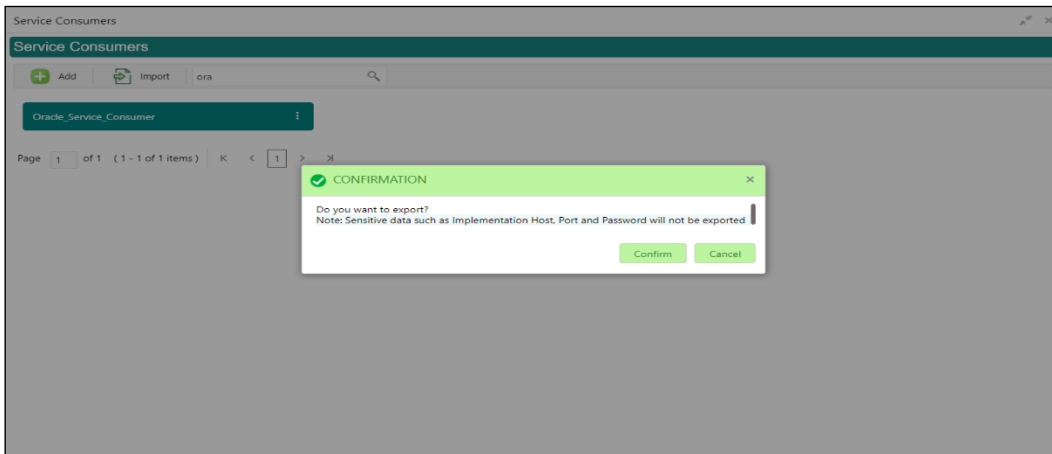 Service Consumers
Service Consumers
Add Import ora
Oracle_Service_Consumer
Page 1 of 1 (1 - 1 of 1 items) K < 1 > >|
CONFIRMATION
Do you want to export?
Note: Sensitive data such as Implementation Host, Port and Password will not be exported
Confirm Cancel